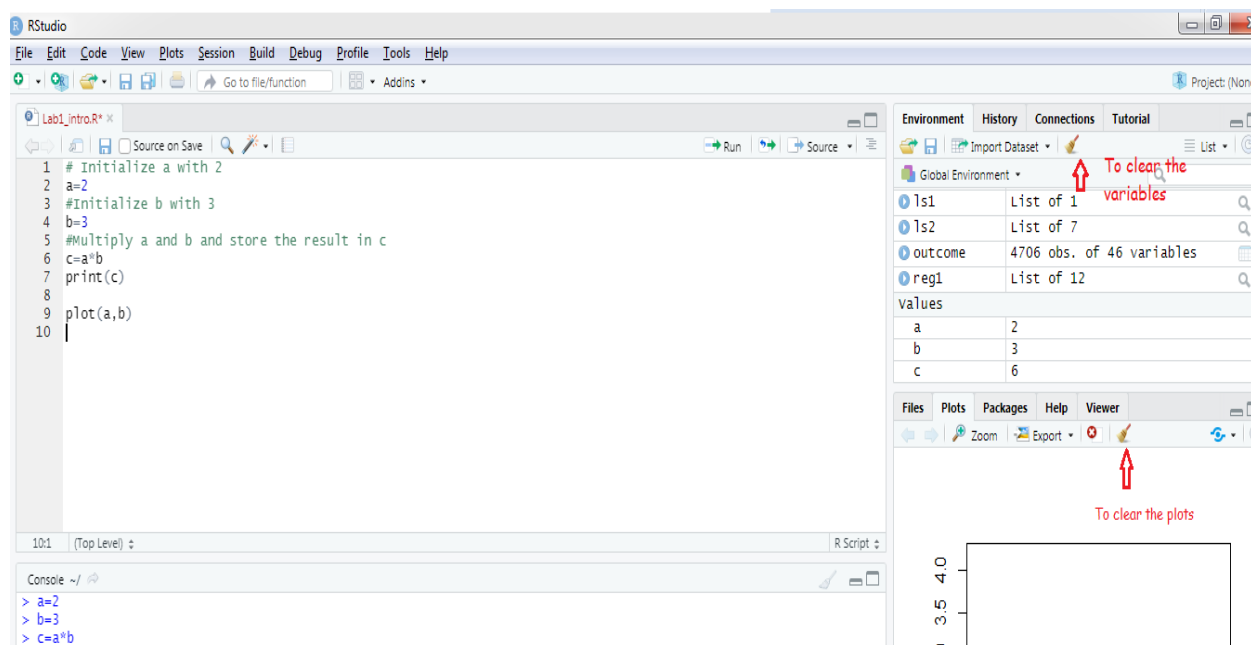 RStudio
File Edit Code View Plots Session Build Debug Profile Tools Help
Go to file/function Addins
Project: (Non
Lab1_intro.R*
Source on Save Run Source
1 # Initialize a with 2
2 a=2
3 #Initialize b with 3
4 b=3
5 #Multiply a and b and store the result in c
6 c=a*b
7 print(c)
8
9 plot(a,b)
10
10:1 (Top Level) R Script
Console ~/
> a=2
> b=3
> c=a*b
Environment History Connections Tutorial
Import Dataset List
To clear the
variables
Global Environment
ls1 List of 1
ls2 List of 7
outcome 4706 obs. of 46 variables
reg1 List of 12
Values
a 2
b 3
c 6
Files Plots Packages Help Viewer
Zoom Export
To clear the plots
4.0
3.5